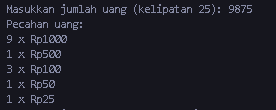 Masukkan jumlah uang (kelipatan 25): 9875
Pecahan uang:
9 x Rp1000
1 x Rp500
3 x Rp100
1 x Rp50
1 x Rp25